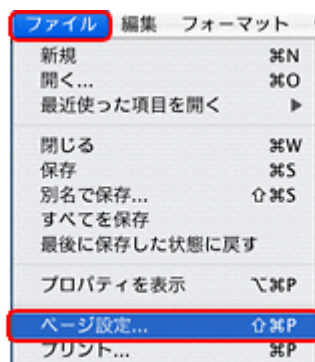 ファイル 編集 フォーマット
新規 ⌘N
開く... ⌘O
最近使った項目を開く ▶
閉じる ⌘W
保存 ⌘S
別名で保存... ⇧⌘S
すべてを保存
最後に保存した状態に戻す
プロパティを表示 ⌥⌘P
ページ設定... ⇧⌘P
プリント... ⌘P